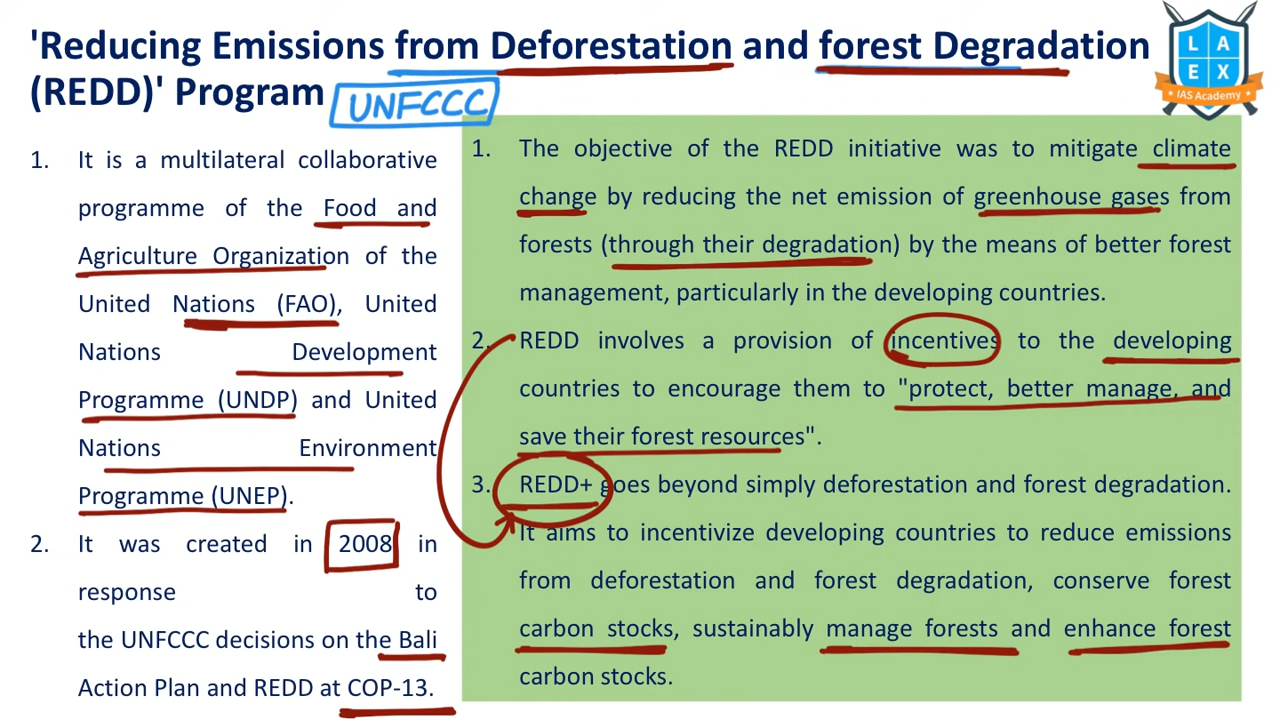 'Reducing Emissions from Deforestation and forest Degradation
(REDD)' Program
UNFCCC
L A
E X
IAS Academy
1. It is a multilateral collaborative
programme of the Food and
Agriculture Organization of the
United Nations (FAO), United
Nations Development
Programme (UNDP) and United
Nations Environment
Programme (UNEP).
2. It was created in 2008 in
response to
the UNFCCC decisions on the Bali
Action Plan and REDD at COP-13.
1. The objective of the REDD initiative was to mitigate climate
change by reducing the net emission of greenhouse gases from
forests (through their degradation) by the means of better forest
management, particularly in the developing countries.
2. REDD involves a provision of incentives to the developing
countries to encourage them to "protect, better manage, and
save their forest resources".
3. REDD+ goes beyond simply deforestation and forest degradation.
It aims to incentivize developing countries to reduce emissions
from deforestation and forest degradation, conserve forest
carbon stocks, sustainably manage forests and enhance forest
carbon stocks.